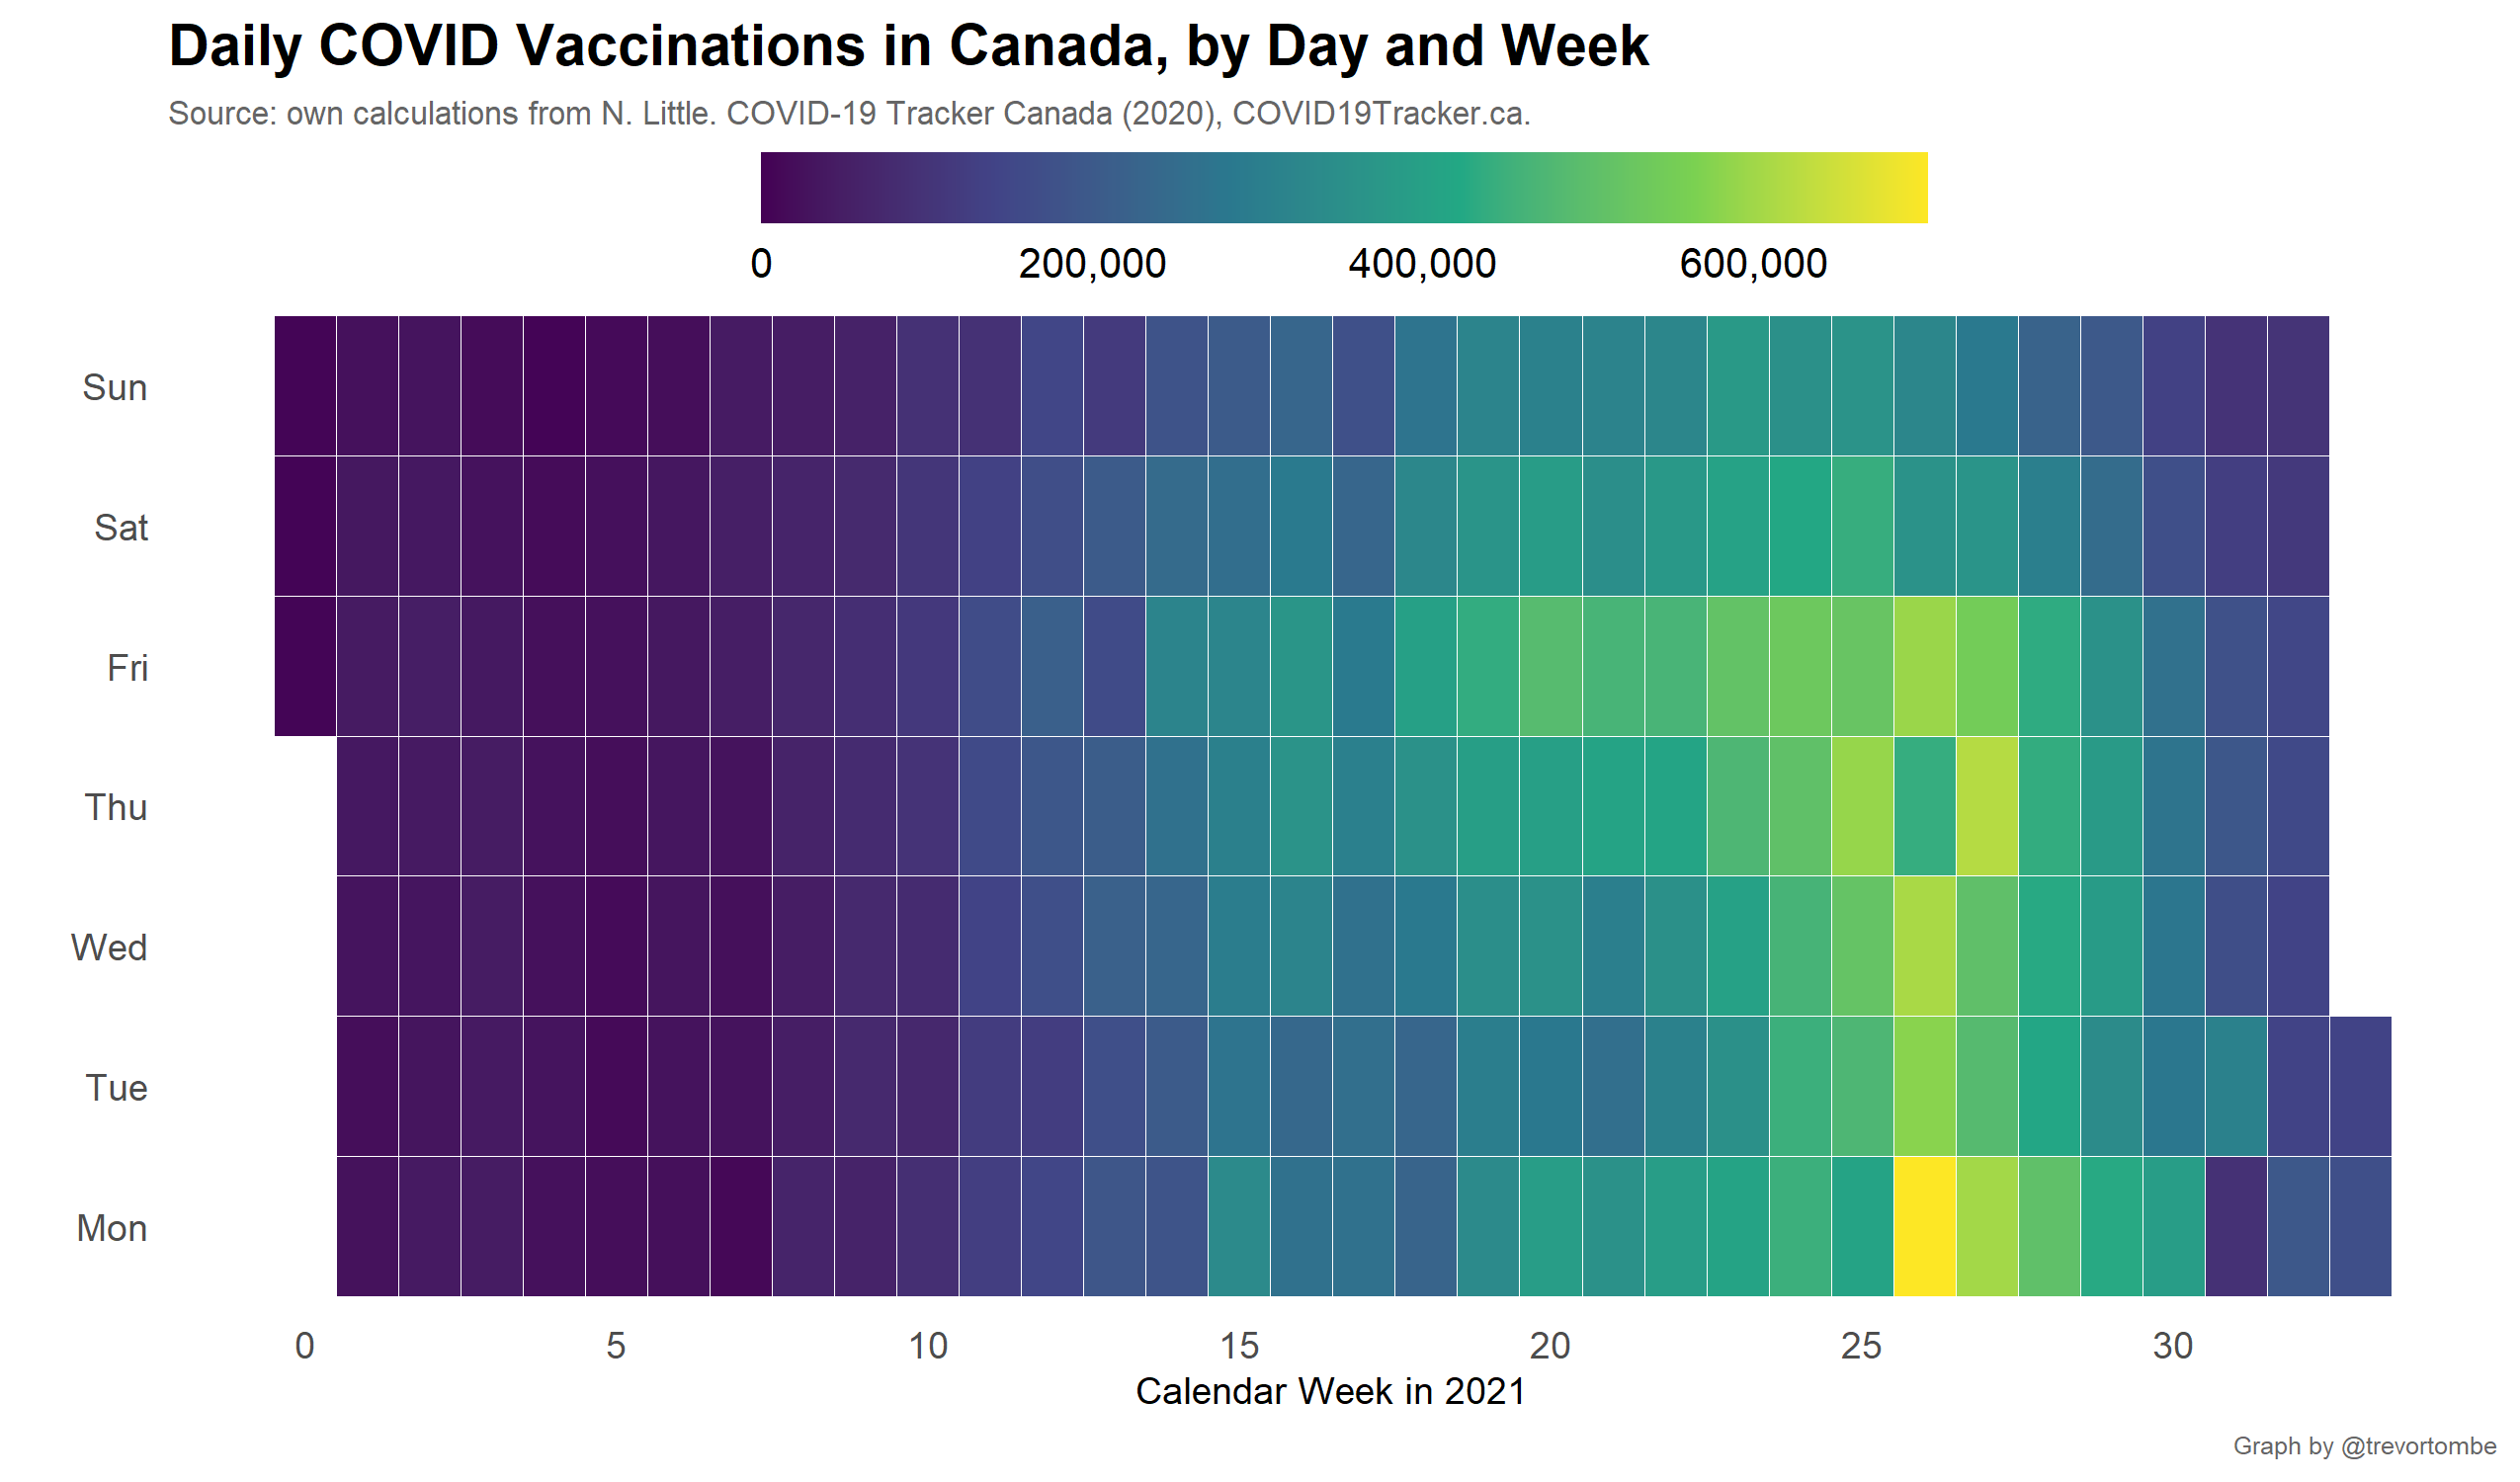 Daily COVID Vaccinations in Canada, by Day and Week
Source: own calculations from N. Little. COVID-19 Tracker Canada (2020), COVID19Tracker.ca.
0 200,000 400,000 600,000
Sun
Sat
Fri
Thu
Wed
Tue
Mon
0 5 10 15 20 25 30
Calendar Week in 2021
Graph by @trevortombe